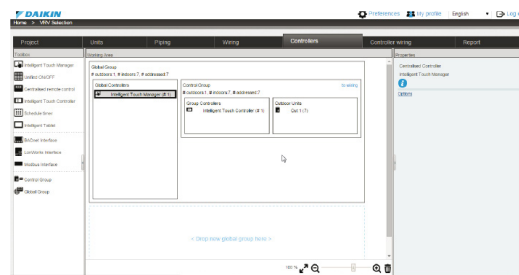 DAIKIN
Preferences
My profile
English
Log
Home > VRV Selection
Project
Units
Piping
Wiring
Controllers
Controller wiring
Report
Toolbox
Working Area
Properties
Intelligent Touch Manager
Unified ON/OFF
Centralised remote control
Intelligent Touch Controller
Schedule timer
Intelligent Tablet
BACnet Interface
LonWorks Interface
Modbus Interface
Control Group
Global Group
Global Group
# outdoors 1, # indoors 7, # addresses 7
Global Controllers
Intelligent Touch Manager (# 1)
Control Group
# outdoors 1, # indoors 7, # addresses 7
Group Controllers
Intelligent Touch Controller (# 1)
Outdoor Units
Out 1 (7)
< Drop new global group here >
Centralised Controller
Intelligent Touch Manager
Options